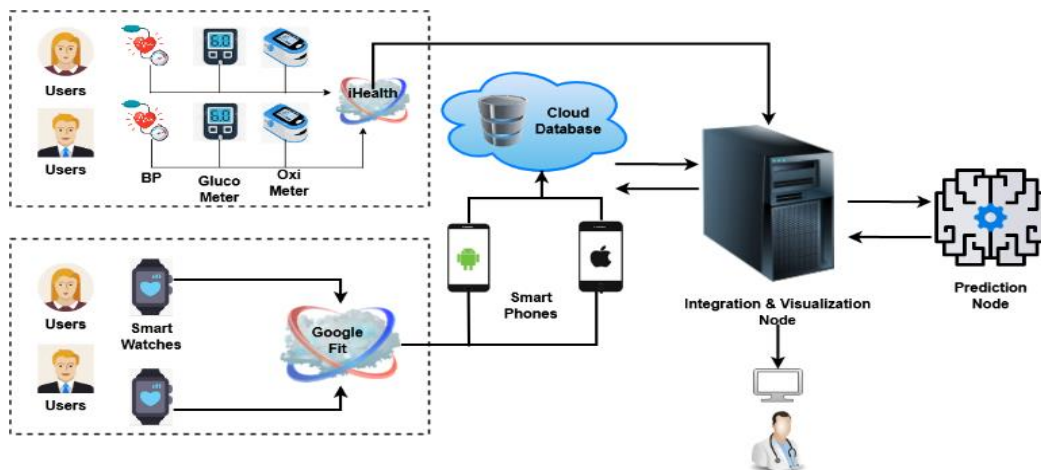 Users
6.0
iHealth
Users
6.0
BP
Gluco
Meter
Oxi
Meter
Cloud
Database
Users
Smart
Watches
Users
Google
Fit
Smart
Phones
Integration & Visualization
Node
Prediction
Node